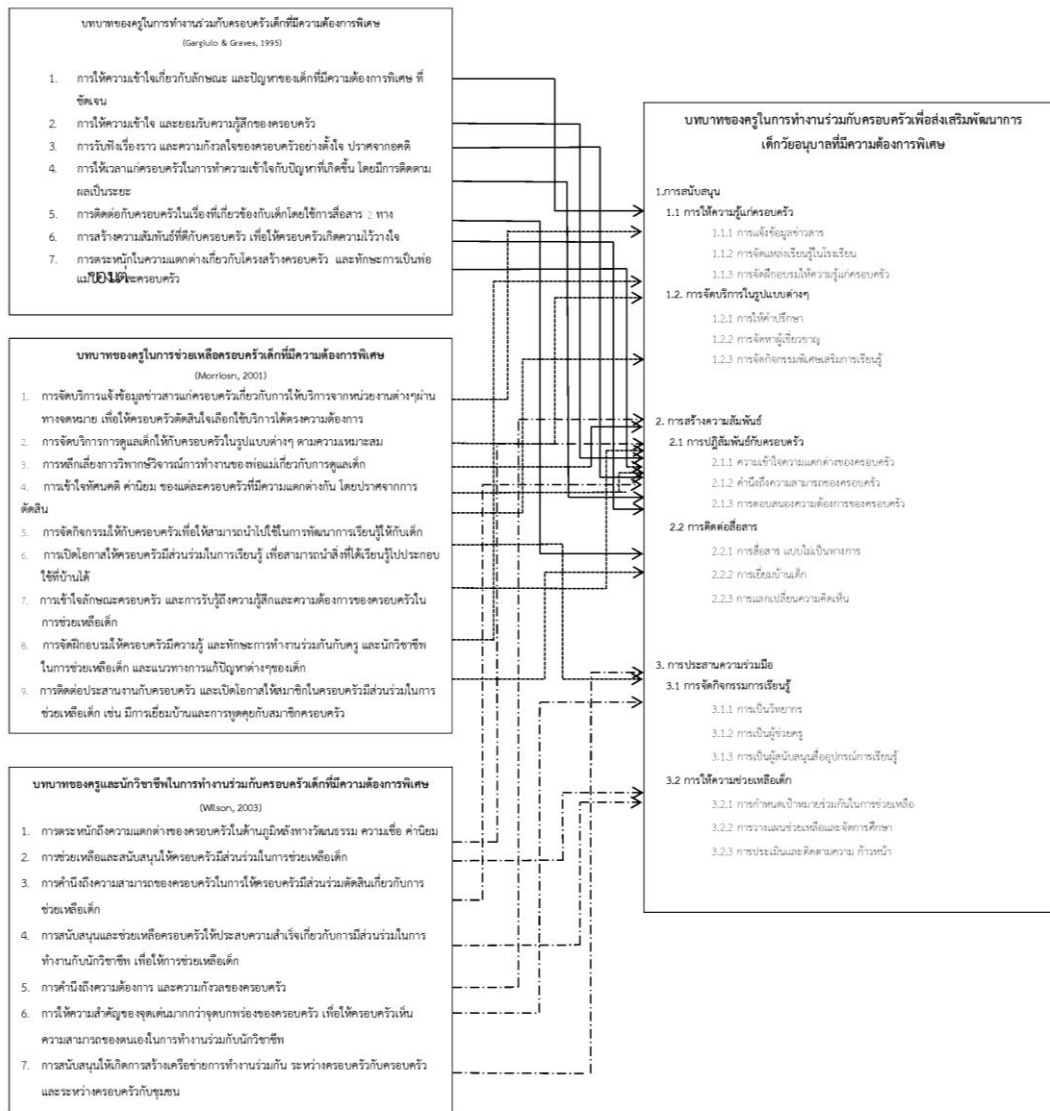 บทบาทของครูในการทำงานร่วมกับครอบครัวเด็กที่มีความต้องการพิเศษ
(Gargiulo & Graves, 1995)
1. การให้ความเข้าใจเกี่ยวกับลักษณะ และปัญหาของเด็กที่มีความต้องการพิเศษ ที่
ชัดเจน
2. การให้ความเข้าใจ และยอมรับความรู้สึกของครอบครัว
3. การรับฟังเรื่องราว และความกังวลใจของครอบครัวอย่างตั้งใจ ปราศจากอคติ
4. การให้เวลาแก่ครอบครัวในการทำความเข้าใจกับปัญหาที่เกิดขึ้น โดยมีการติดตาม
ผลเป็นระยะ
5. การติดต่อกับครอบครัวในเรื่องที่เกี่ยวข้องกับเด็กโดยใช้การสื่อสาร 2 ทาง
6. การสร้างความสัมพันธ์ที่ดีกับครอบครัว เพื่อให้ครอบครัวเกิดความไว้วางใจ
7. การตระหนักในความแตกต่างเกี่ยวกับโครงสร้างครอบครัว และทักษะการเป็นพ่อ
แม่ของแต่ละครอบครัว
บทบาทของครูในการช่วยเหลือครอบครัวเด็กที่มีความต้องการพิเศษ
(Morriosn, 2001)
1. การจัดบริการแจ้งข้อมูลข่าวสารแก่ครอบครัวเกี่ยวกับการให้บริการจากหน่วยงานต่างๆผ่าน
ทางจดหมาย เพื่อให้ครอบครัวตัดสินใจเลือกใช้บริการได้ตรงความต้องการ
2. การจัดบริการการดูแลเด็กให้กับครอบครัวในรูปแบบต่างๆ ตามความเหมาะสม
3. การหลีกเลี่ยงการวิพากษ์วิจารณ์การทำงานของพ่อแม่เกี่ยวกับการดูแลเด็ก
4. การเข้าใจทัศนคติ ค่านิยม ของแต่ละครอบครัวที่มีความแตกต่างกัน โดยปราศจากการ
ตัดสิน
5. การจัดกิจกรรมให้กับครอบครัวเพื่อให้สามารถนำไปใช้ในการพัฒนาการเรียนรู้ให้กับเด็ก
6. การเปิดโอกาสให้ครอบครัวมีส่วนร่วมในการเรียนรู้ เพื่อสามารถนำสิ่งที่ได้เรียนรู้ไปประกอบ
ใช้ที่บ้านได้
7. การเข้าใจลักษณะครอบครัว และการรับรู้ถึงความรู้สึกและความต้องการของครอบครัวใน
การช่วยเหลือเด็ก
8. การจัดฝึกอบรมให้ครอบครัวมีความรู้ และทักษะการทำงานร่วมกันกับครู และนักวิชาชีพ
ในการช่วยเหลือเด็ก และแนวทางการแก้ปัญหาต่างๆของเด็ก
9. การติดต่อประสานงานกับครอบครัว และเปิดโอกาสให้สมาชิกในครอบครัวมีส่วนร่วมในการ
ช่วยเหลือเด็ก เช่น มีการเยี่ยมบ้านและการพูดคุยกับสมาชิกครอบครัว
บทบาทของครูและนักวิชาชีพในการทำงานร่วมกับครอบครัวเด็กที่มีความต้องการพิเศษ
(Wilson, 2003)
1. การตระหนักถึงความแตกต่างของครอบครัวในด้านภูมิหลังทางวัฒนธรรม ความเชื่อ ค่านิยม
2. การช่วยเหลือและสนับสนุนให้ครอบครัวมีส่วนร่วมในการช่วยเหลือเด็ก
3. การคำนึงถึงความสามารถของครอบครัวในการให้ครอบครัวมีส่วนร่วมตัดสินเกี่ยวกับการ
ช่วยเหลือเด็ก
4. การสนับสนุนและช่วยเหลือครอบครัวให้ประสบความสำเร็จเกี่ยวกับการมีส่วนร่วมในการ
ทำงานกับนักวิชาชีพ เพื่อให้การช่วยเหลือเด็ก
5. การคำนึงถึงความต้องการ และความกังวลของครอบครัว
6. การให้ความสำคัญของจุดเด่นมากกว่าจุดบกพร่องของครอบครัว เพื่อให้ครอบครัวเห็น
ความสามารถของตนเองในการทำงานร่วมกับนักวิชาชีพ
7. การสนับสนุนให้เกิดการสร้างเครือข่ายการทำงานร่วมกัน ระหว่างครอบครัวกับครอบครัว
และระหว่างครอบครัวกับชุมชน
บทบาทของครูในการทำงานร่วมกับครอบครัวเพื่อส่งเสริมพัฒนาการ
เด็กวัยอนุบาลที่มีความต้องการพิเศษ
1.การสนับสนุน
1.1 การให้ความรู้แก่ครอบครัว
1.1.1 การแจ้งข้อมูลข่าวสาร
1.1.2 การจัดแหล่งเรียนรู้ในโรงเรียน
1.1.3 การจัดฝึกอบรมให้ความรู้แก่ครอบครัว
1.2. การจัดบริการในรูปแบบต่างๆ
1.2.1 การให้คำปรึกษา
1.2.2 การจัดหาผู้เชี่ยวชาญ
1.2.3 การจัดกิจกรรมพิเศษเสริมการเรียนรู้
2. การสร้างความสัมพันธ์
2.1 การปฏิสัมพันธ์กับครอบครัว
2.1.1 ความเข้าใจความแตกต่างของครอบครัว
2.1.2 คำนึงถึงความสามารถของครอบครัว
2.1.3 การตอบสนองความต้องการของครอบครัว
2.2 การติดต่อสื่อสาร
2.2.1 การสื่อสาร แบบไม่เป็นทางการ
2.2.2 การเยี่ยมบ้านเด็ก
2.2.3 การแลกเปลี่ยนความคิดเห็น
3. การประสานความร่วมมือ
3.1 การจัดกิจกรรมการเรียนรู้
3.1.1 การเป็นวิทยากร
3.1.2 การเป็นผู้ช่วยครู
3.1.3 การเป็นผู้สนับสนุนสื่ออุปกรณ์การเรียนรู้
3.2 การให้ความช่วยเหลือเด็ก
3.2.1 การกำหนดเป้าหมายร่วมกันในการช่วยเหลือ
3.2.2 การวางแผนช่วยเหลือและจัดการศึกษา
3.2.3 การประเมินและติดตามความ ก้าวหน้า